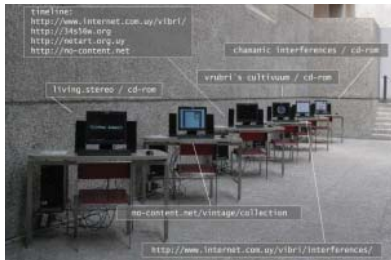 timeline:
http://www.internet.com.uy/vibri/
http://34s56w.org
http://netart.org.uy
http://no-content.net
chamanic interferences / cd-rom
vrubri's cultivuum / cd-rom
living.stereo / cd-rom
no-content.net/vintage/collection
http://www.internet.com.uy/vibri/interferences/